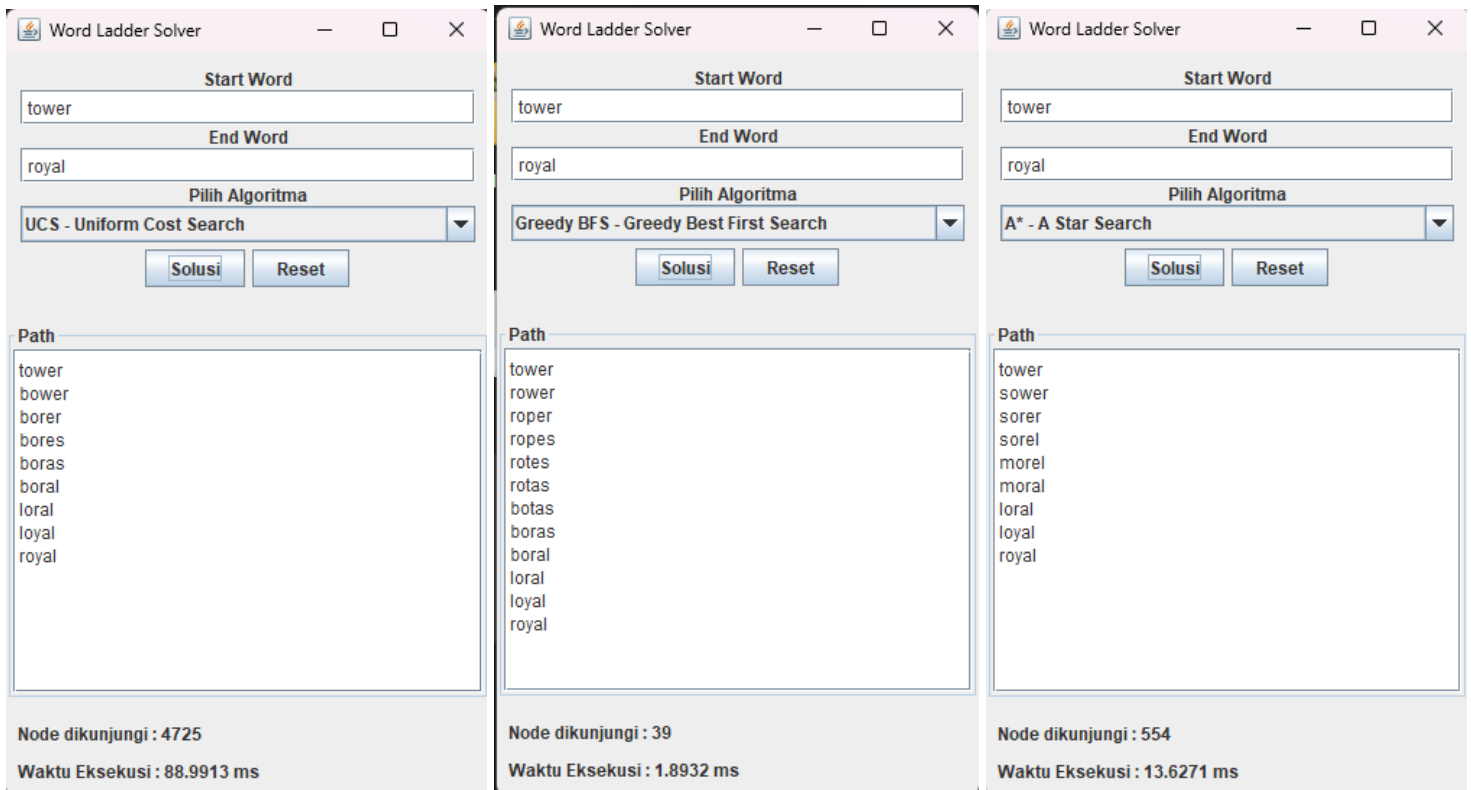 Word Ladder Solver
Start Word
tower
End Word
royal
Pilih Algoritma
UCS - Uniform Cost Search
Solusi Reset
Path
tower
bower
borer
bores
boras
boral
loral
loyal
royal
Node dikunjungi : 4725
Waktu Eksekusi : 88.9913 ms
Word Ladder Solver
Start Word
tower
End Word
royal
Pilih Algoritma
Greedy BFS - Greedy Best First Search
Solusi Reset
Path
tower
rower
roper
ropes
rotes
rotas
botas
boras
boral
loral
loyal
royal
Node dikunjungi : 39
Waktu Eksekusi : 1.8932 ms
Word Ladder Solver
Start Word
tower
End Word
royal
Pilih Algoritma
A* - A Star Search
Solusi Reset
Path
tower
sower
sorer
sorel
morel
moral
loral
loyal
royal
Node dikunjungi : 554
Waktu Eksekusi : 13.6271 ms